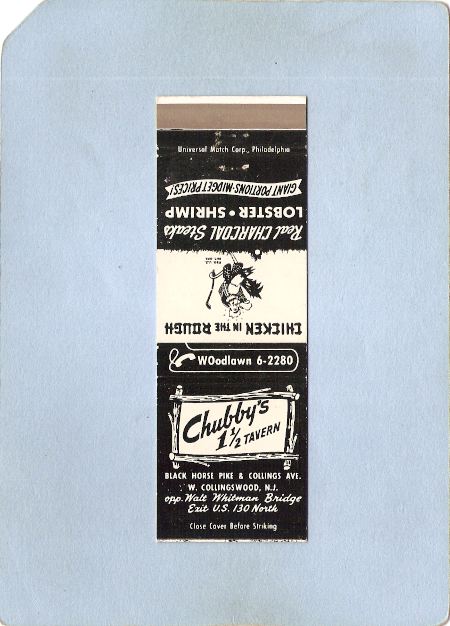 Universal Match Corp., Philadelphia
GIANT PORTIONS-MIDGET PRICES!
LOBSTER • SHRIMP
Real CHARCOAL Steaks
CHICKEN IN THE ROUGH
WOodlawn 6-2280
Chubby's
1 1/2 TAVERN
BLACK HORSE PIKE & COLLINGS AVE.
W. COLLINGSWOOD, N.J.
opp. Walt Whitman Bridge
Exit U.S. 130 North
Close Cover Before Striking